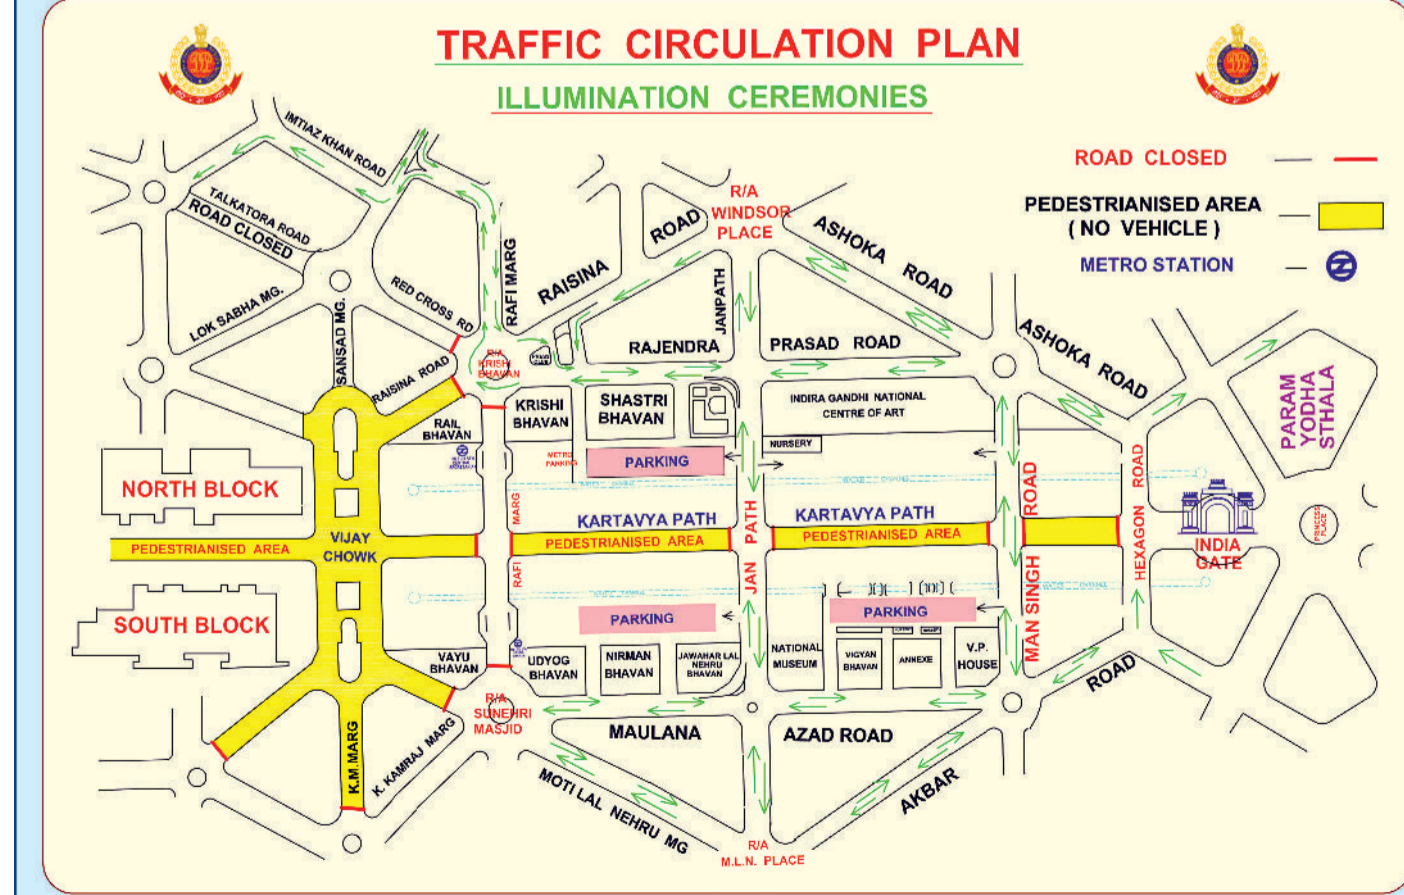 TRAFFIC CIRCULATION PLAN
ILLUMINATION CEREMONIES
ROAD CLOSED
PEDESTRIANISED AREA
( NO VEHICLE )
METRO STATION
IMTIAZ KHAN ROAD
TALKATORA ROAD
ROAD CLOSED
LOK SABHA MG.
SANSAD MG.
RED CROSS RD
RAISINA ROAD
RAFI MARG
RAISINA
ROAD
R/A
WINDSOR
PLACE
ASHOKA ROAD
JANPATH
RAJENDRA
PRASAD ROAD
ASHOKA ROAD
R/A
KRISHI
BHAVAN
RAIL
BHAVAN
KRISHI
BHAVAN
SHASTRI
BHAVAN
INDIRA GANDHI NATIONAL
CENTRE OF ART
NURSERY
METRO
PARKING
PARKING
PARAM
YODHA
STHALA
NORTH BLOCK
SOUTH BLOCK
PEDESTRIANISED AREA
VIJAY
CHOWK
RAFI MARG
KARTAVYA PATH
PEDESTRIANISED AREA
JAN PATH
KARTAVYA PATH
PEDESTRIANISED AREA
MAN SINGH ROAD
HEXAGON ROAD
INDIA
GATE
PRINCESS
PLACE
PARKING
PARKING
VAYU
BHAVAN
UDYOG
BHAVAN
NIRMAN
BHAVAN
JAWAHAR LAL
NEHRU
BHAVAN
NATIONAL
MUSEUM
VIGYAN
BHAVAN
ANNEXE
V.P.
HOUSE
R/A
SUNEHRI
MASJID
MAULANA
AZAD ROAD
K.M.MARG
K. KAMRAJ MARG
MOTI LAL NEHRU MG
AKBAR
ROAD
R/A
M.L.N. PLACE